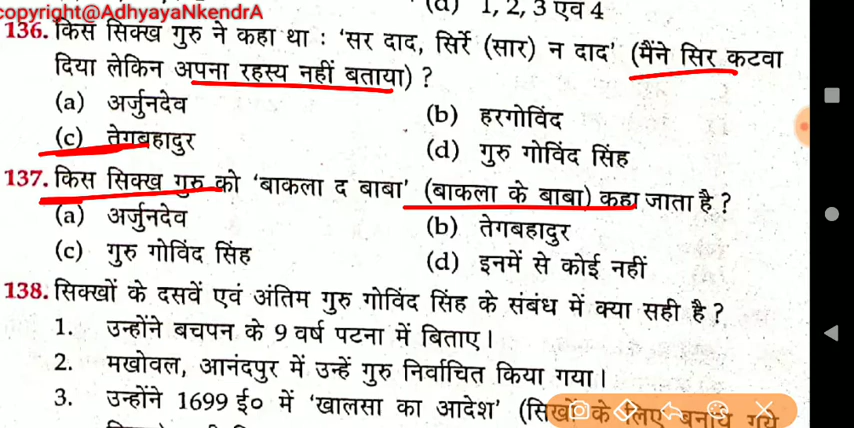 copyright@AdhyayaNkendrA
(d) 1, 2, 3 एवं 4
136. किस सिक्ख गुरु ने कहा था : ‘सर दाद, सिर्रे (सार) न दाद’ (मैंने सिर कटवा
दिया लेकिन अपना रहस्य नहीं बताया) ?
(a) अर्जुनदेव (b) हरगोविंद
(c) तेगबहादुर (d) गुरु गोविंद सिंह
137. किस सिक्ख गुरु को ‘बाकला द बाबा’ (बाकला के बाबा) कहा जाता है ?
(a) अर्जुनदेव (b) तेगबहादुर
(c) गुरु गोविंद सिंह (d) इनमें से कोई नहीं
138. सिक्खों के दसवें एवं अंतिम गुरु गोविंद सिंह के संबंध में क्या सही है ?
1. उन्होंने बचपन के 9 वर्ष पटना में बिताए।
2. मखोवल, आनंदपुर में उन्हें गुरु निर्वाचित किया गया।
3. उन्होंने 1699 ई० में ‘खालसा का आदेश’ (सिखों के लिए बनाये गये